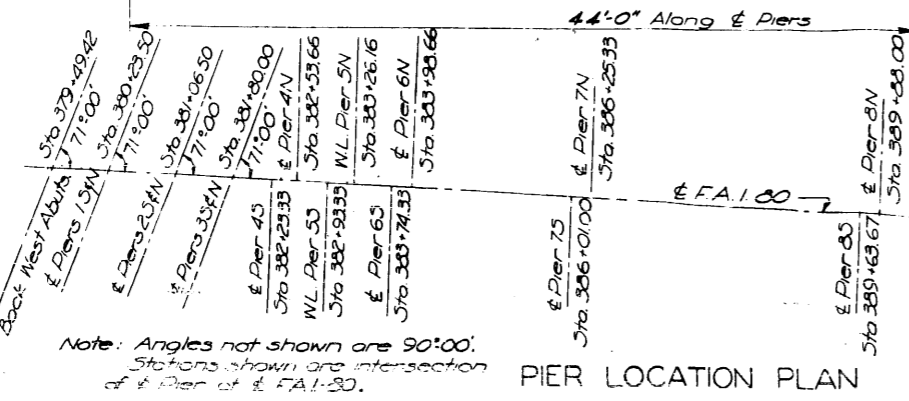 44'-0" Along ₵ Piers
Sta. 379+49.42
71°00'
Sta. 380+23.50
71°00'
Sta. 381+06.50
71°00'
Sta. 381+80.00
71°00'
₵ Pier 4N
Sta. 382+53.66
W.L. Pier 5N
Sta. 383+26.16
₵ Pier 6N
Sta. 383+98.66
₵ Pier 7N
Sta. 386+25.33
₵ Pier 8N
Sta. 389+88.00
₵ F.A.I.-80
Back West Abut.
₵ Piers 1S&N
₵ Piers 2S&N
₵ Piers 3S&N
₵ Pier 4S
Sta. 382+23.33
W.L. Pier 5S
Sta. 382+93.33
₵ Pier 6S
Sta. 383+74.33
₵ Pier 7S
Sta. 386+01.00
₵ Pier 8S
Sta. 389+63.67
Note: Angles not shown are 90°00'.
Stations shown are intersection
of ₵ Pier at ₵ FAI-80.
PIER LOCATION PLAN